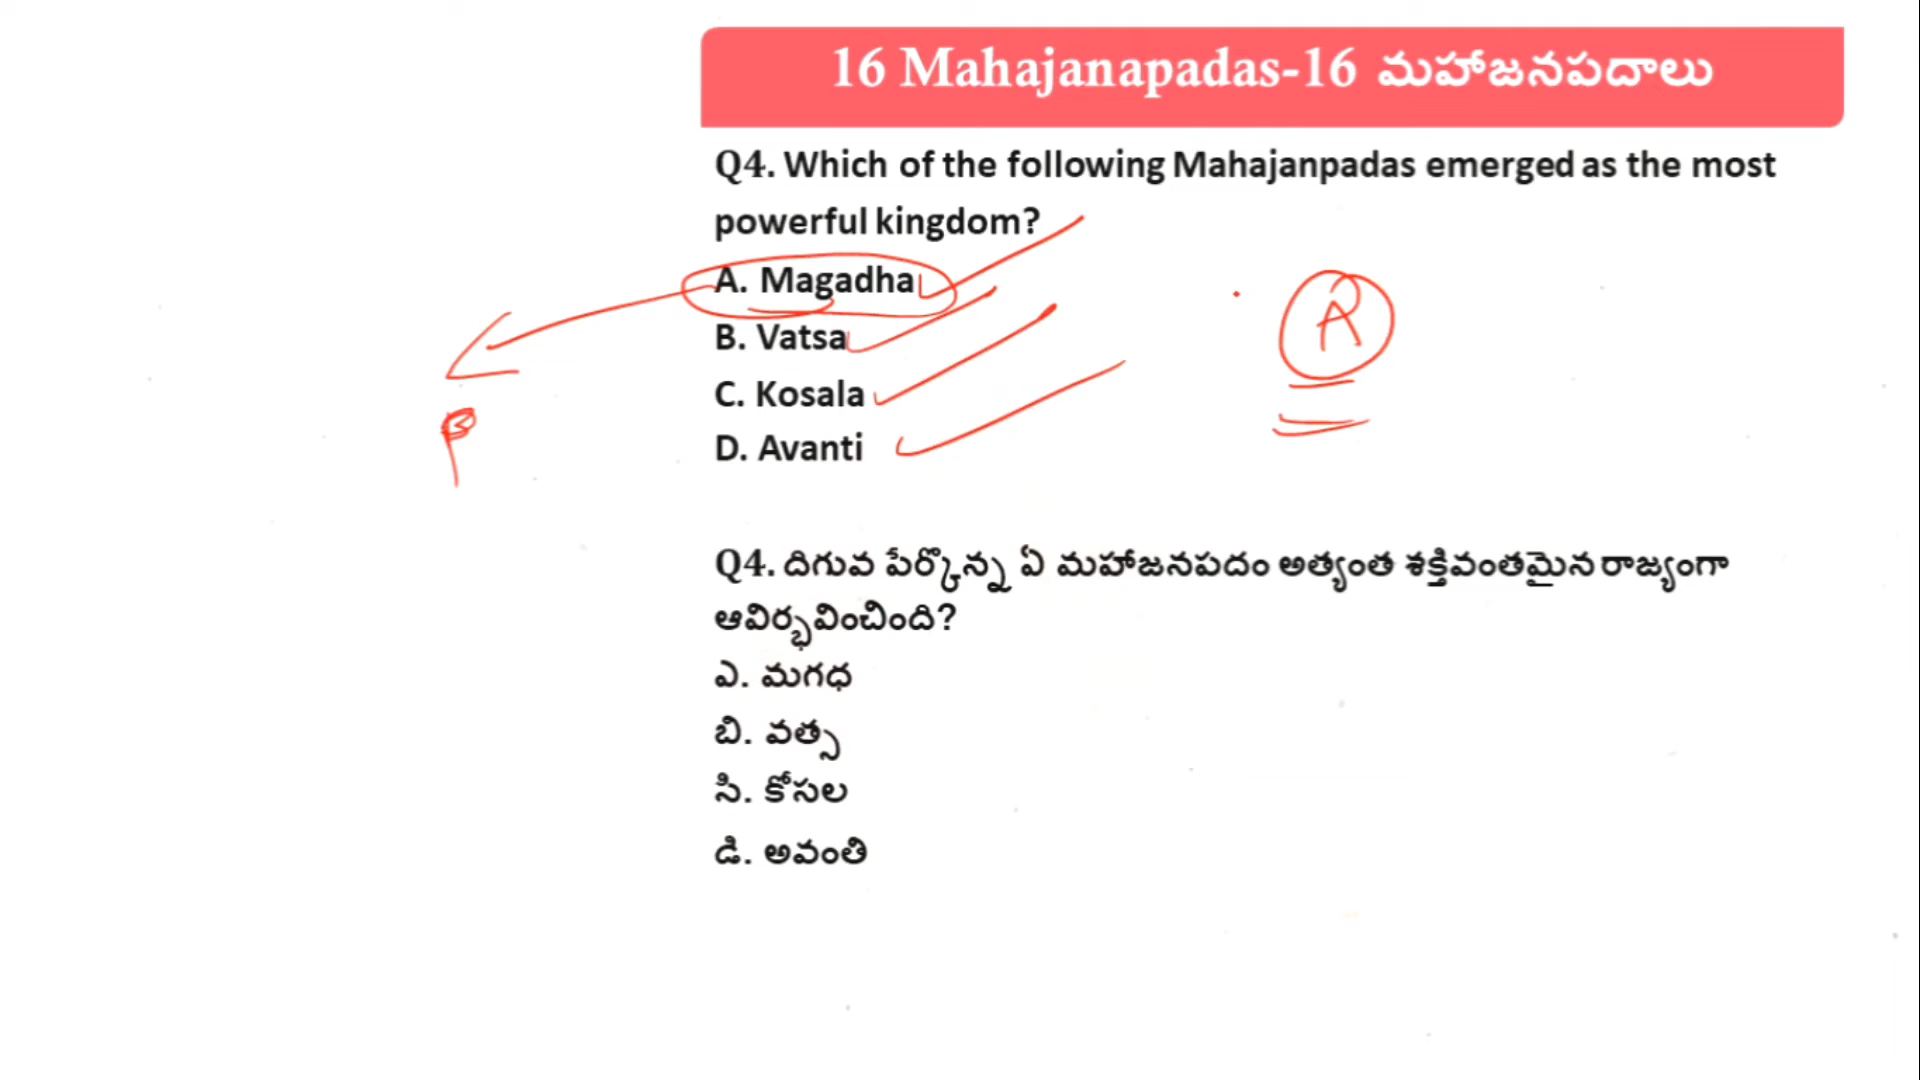 16 Mahajanapadas-16 మహాజనపదాలు
Q4. Which of the following Mahajanpadas emerged as the most
powerful kingdom?
A. Magadha
B. Vatsa
C. Kosala
D. Avanti
A
Q4. దిగువ పేర్కొన్న ఏ మహాజనపదం అత్యంత శక్తివంతమైన రాజ్యంగా
ఆవిర్భవించింది?
ఎ. మగధ
బి. వత్స
సి. కోసల
డి. అవంతి